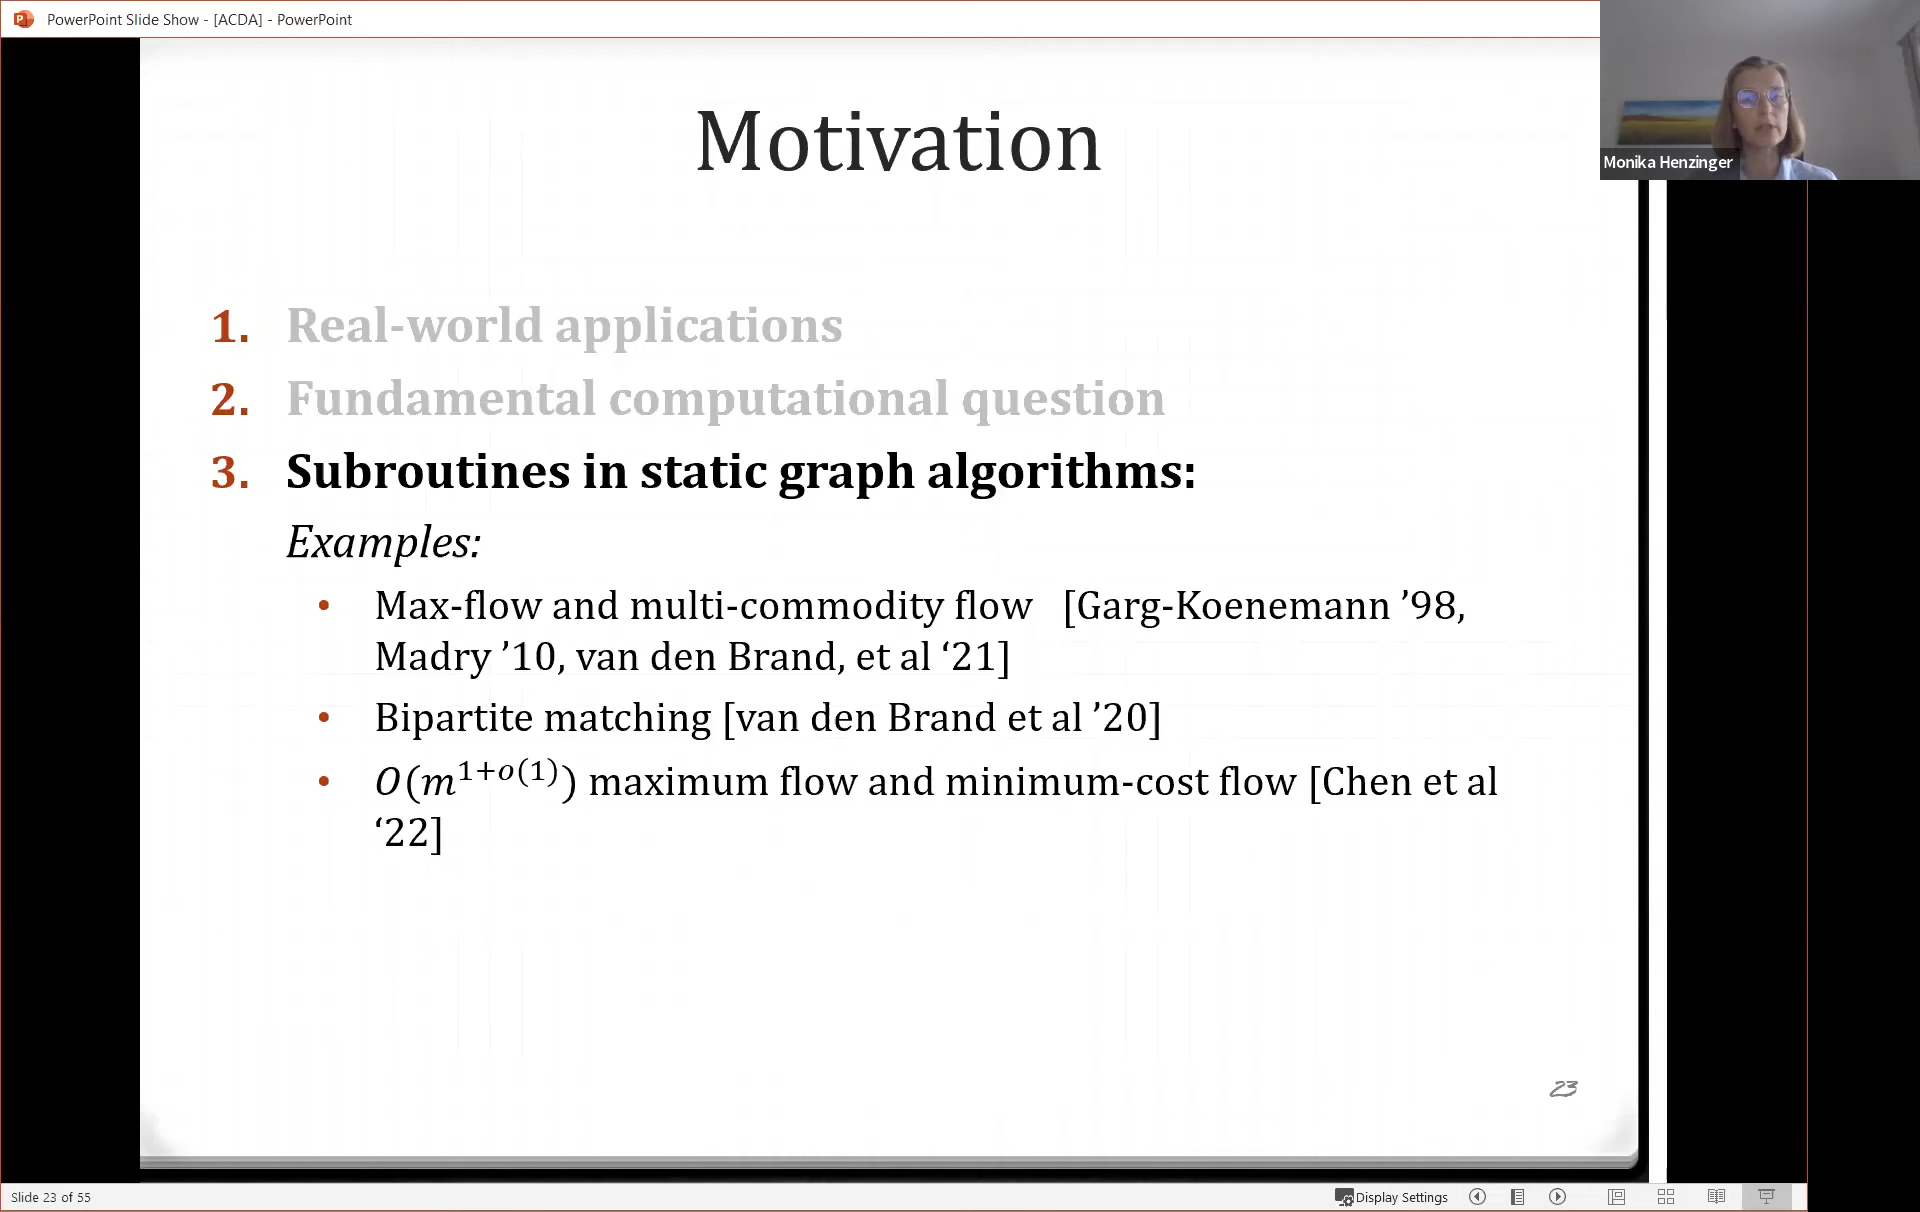 PowerPoint Slide Show - [ACDA] - PowerPoint
Monika Henzinger
Motivation
1. Real-world applications
2. Fundamental computational question
3. Subroutines in static graph algorithms:
Examples:
• Max-flow and multi-commodity flow [Garg-Koenemann ’98,
Madry ’10, van den Brand, et al ‘21]
• Bipartite matching [van den Brand et al ’20]
• O(m^{1+o(1)}) maximum flow and minimum-cost flow [Chen et al
‘22]
23
Slide 23 of 55
Display Settings